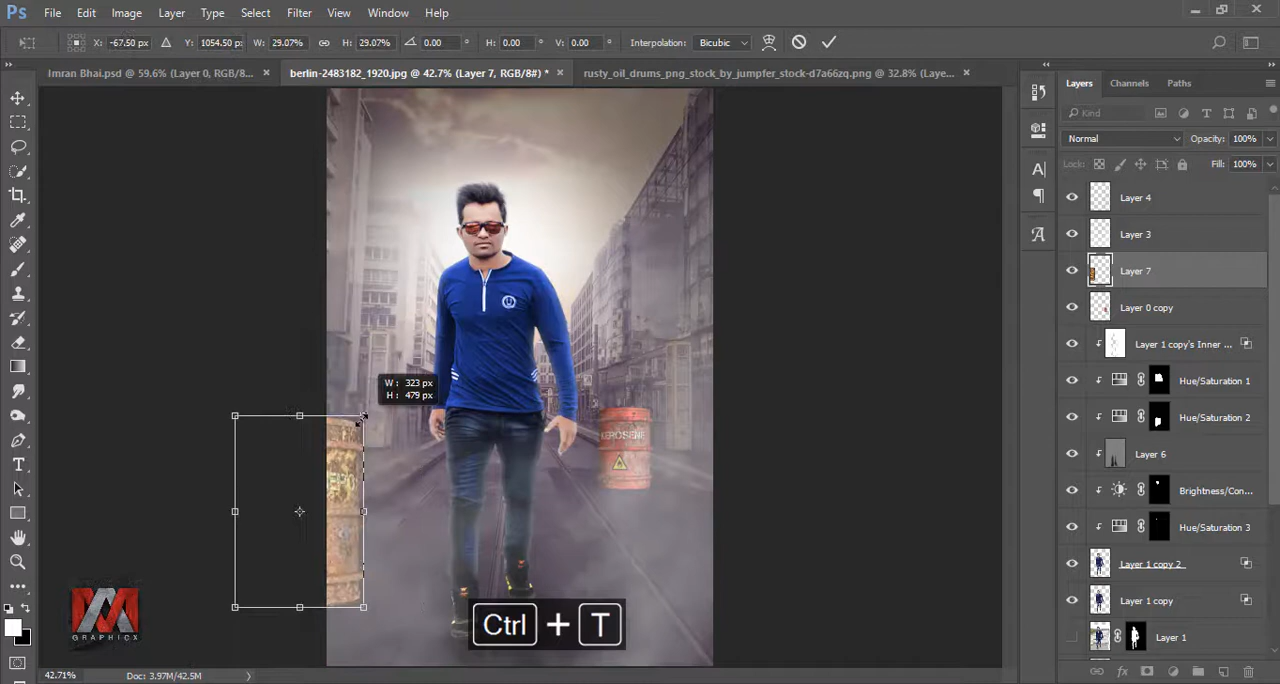 Ps File Edit Image Layer Type Select Filter View Window Help
X: -67.50 px Y: 1054.50 p: W: 29.07% H: 29.07% 0.00 ° H: 0.00 ° V: 0.00 ° Interpolation: Bicubic
Imran Bhai.psd @ 59.6% (Layer 0, RGB/8... × berlin-2483182_1920.jpg @ 42.7% (Layer 7, RGB/8#) * × rusty_oil_drums_png_stock_by_jumpfer_stock-d7a66zq.png @ 32.8% (Laye... ×
Layers Channels Paths
Kind
Normal Opacity: 100%
Lock: Fill: 100%
Layer 4
Layer 3
Layer 7
Layer 0 copy
Layer 1 copy's Inner ...
Hue/Saturation 1
Hue/Saturation 2
Layer 6
Brightness/Con...
Hue/Saturation 3
Layer 1 copy 2
Layer 1 copy
Layer 1
W: 323 px
H: 479 px
KEROSENE
GRAPHICX
Ctrl + T
42.71% Doc: 3.97M/42.5M